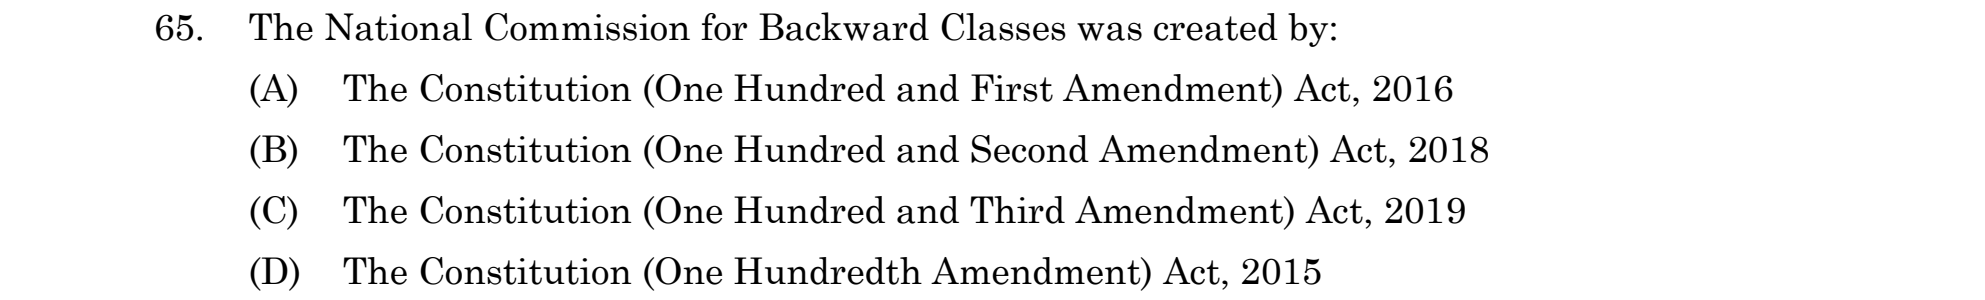 65. The National Commission for Backward Classes was created by:
(A) The Constitution (One Hundred and First Amendment) Act, 2016
(B) The Constitution (One Hundred and Second Amendment) Act, 2018
(C) The Constitution (One Hundred and Third Amendment) Act, 2019
(D) The Constitution (One Hundredth Amendment) Act, 2015